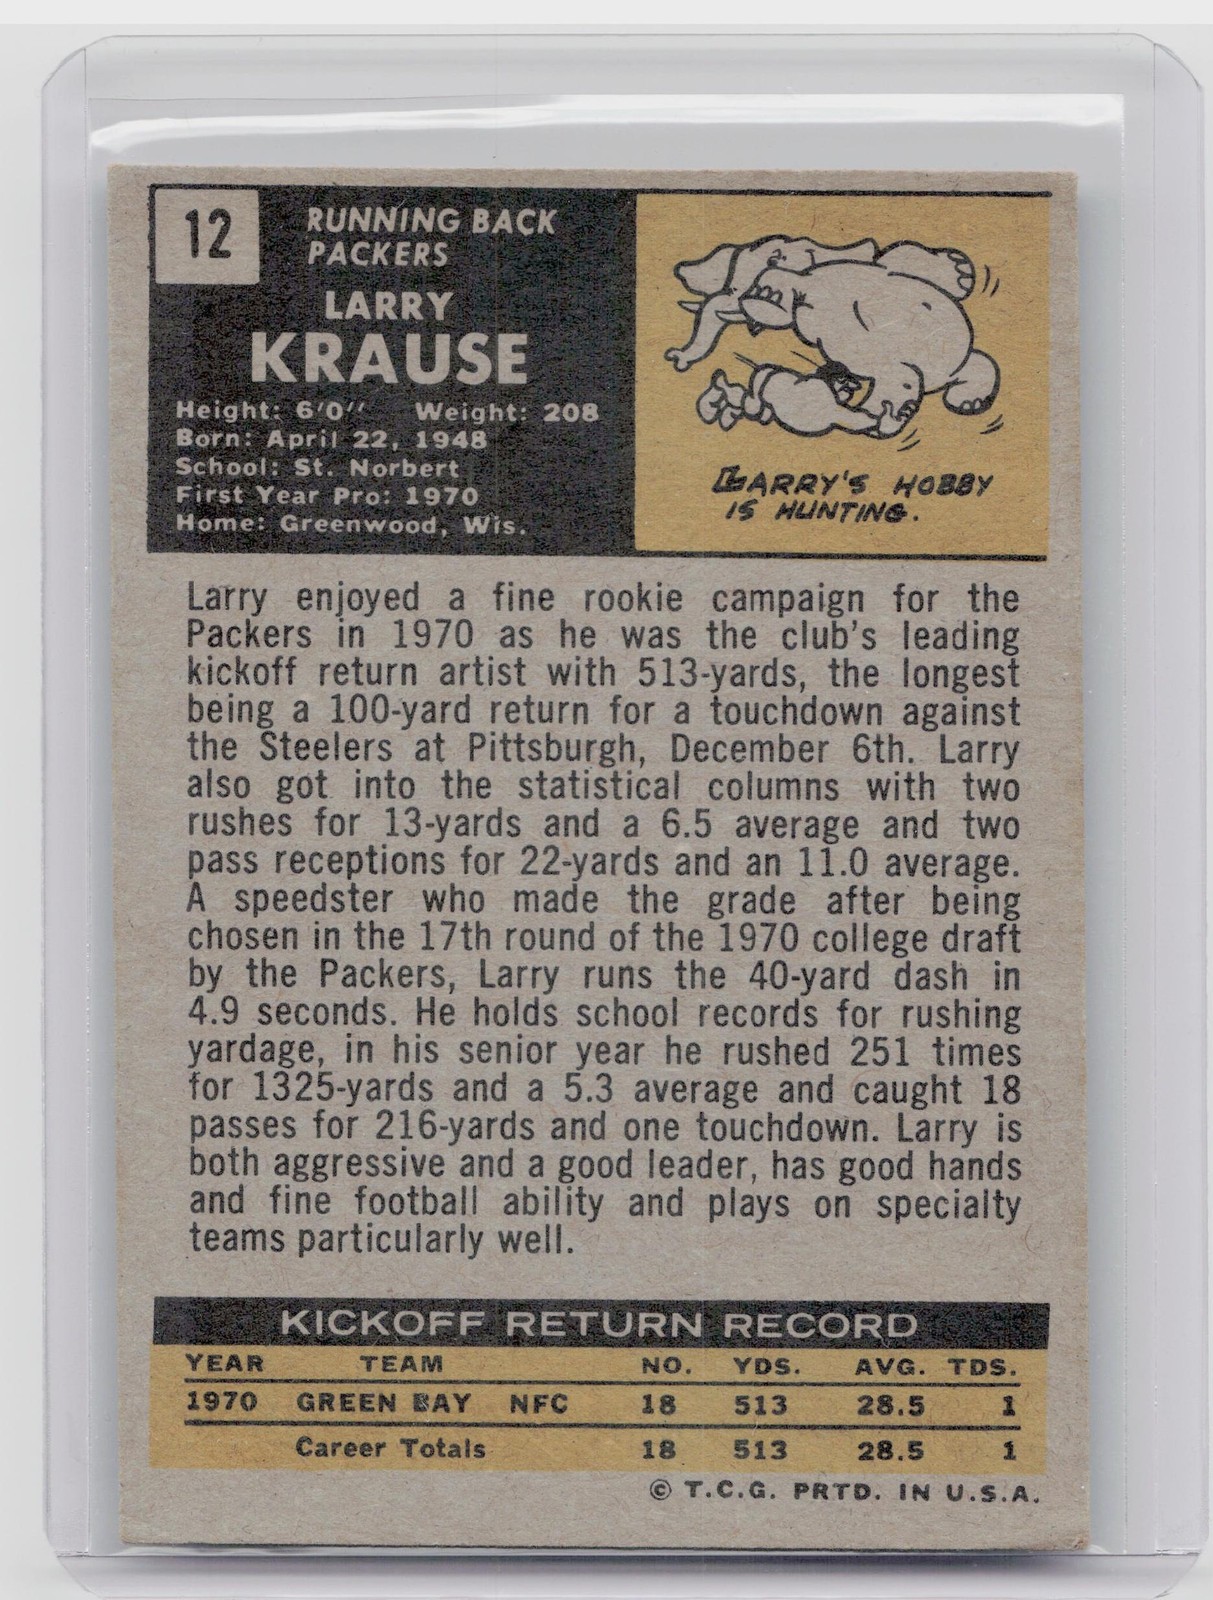 12
RUNNING BACK
PACKERS
LARRY
KRAUSE
Height: 6'0" Weight: 208
Born: April 22, 1948
School: St. Norbert
First Year Pro: 1970
Home: Greenwood, Wis.
LARRY'S HOBBY
IS HUNTING.
Larry enjoyed a fine rookie campaign for the
Packers in 1970 as he was the club's leading
kickoff return artist with 513-yards, the longest
being a 100-yard return for a touchdown against
the Steelers at Pittsburgh, December 6th. Larry
also got into the statistical columns with two
rushes for 13-yards and a 6.5 average and two
pass receptions for 22-yards and an 11.0 average.
A speedster who made the grade after being
chosen in the 17th round of the 1970 college draft
by the Packers, Larry runs the 40-yard dash in
4.9 seconds. He holds school records for rushing
yardage, in his senior year he rushed 251 times
for 1325-yards and a 5.3 average and caught 18
passes for 216-yards and one touchdown. Larry is
both aggressive and a good leader, has good hands
and fine football ability and plays on specialty
teams particularly well.
KICKOFF RETURN RECORD
YEAR TEAM NO. YDS. AVG. TDS.
1970 GREEN BAY NFC 18 513 28.5 1
Career Totals 18 513 28.5 1
© T.C.G. PRTD. IN U.S.A.